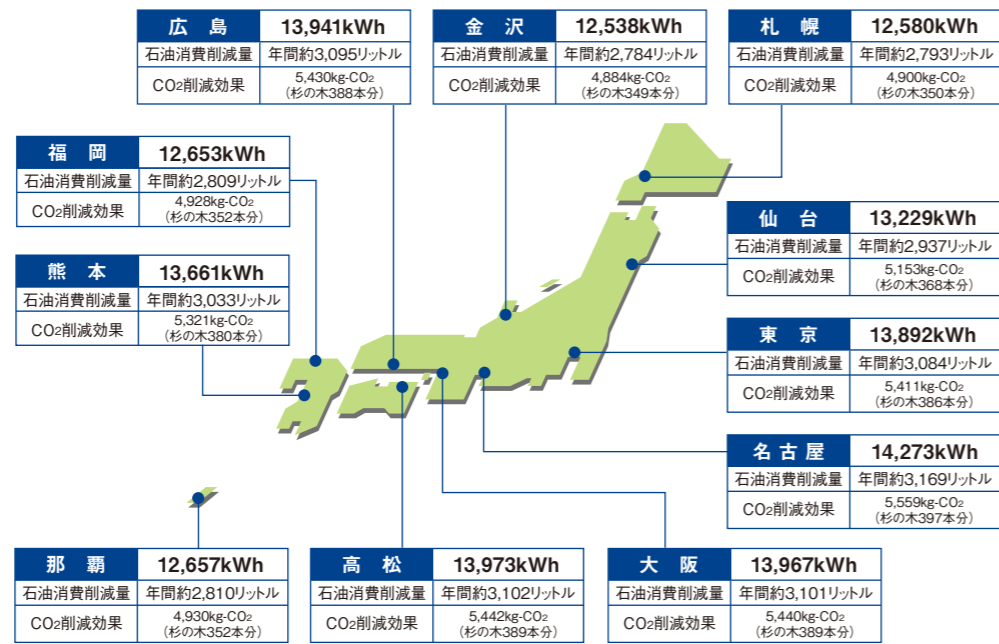 広島 13,941kWh
石油消費削減量 年間約3,095リットル
CO2削減効果 5,430kg-CO2
(杉の木388本分)
金沢 12,538kWh
石油消費削減量 年間約2,784リットル
CO2削減効果 4,884kg-CO2
(杉の木349本分)
札幌 12,580kWh
石油消費削減量 年間約2,793リットル
CO2削減効果 4,900kg-CO2
(杉の木350本分)
福岡 12,653kWh
石油消費削減量 年間約2,809リットル
CO2削減効果 4,928kg-CO2
(杉の木352本分)
仙台 13,229kWh
石油消費削減量 年間約2,937リットル
CO2削減効果 5,153kg-CO2
(杉の木368本分)
熊本 13,661kWh
石油消費削減量 年間約3,033リットル
CO2削減効果 5,321kg-CO2
(杉の木380本分)
東京 13,892kWh
石油消費削減量 年間約3,084リットル
CO2削減効果 5,411kg-CO2
(杉の木386本分)
名古屋 14,273kWh
石油消費削減量 年間約3,169リットル
CO2削減効果 5,559kg-CO2
(杉の木397本分)
那覇 12,657kWh
石油消費削減量 年間約2,810リットル
CO2削減効果 4,930kg-CO2
(杉の木352本分)
高松 13,973kWh
石油消費削減量 年間約3,102リットル
CO2削減効果 5,442kg-CO2
(杉の木389本分)
大阪 13,967kWh
石油消費削減量 年間約3,101リットル
CO2削減効果 5,440kg-CO2
(杉の木389本分)